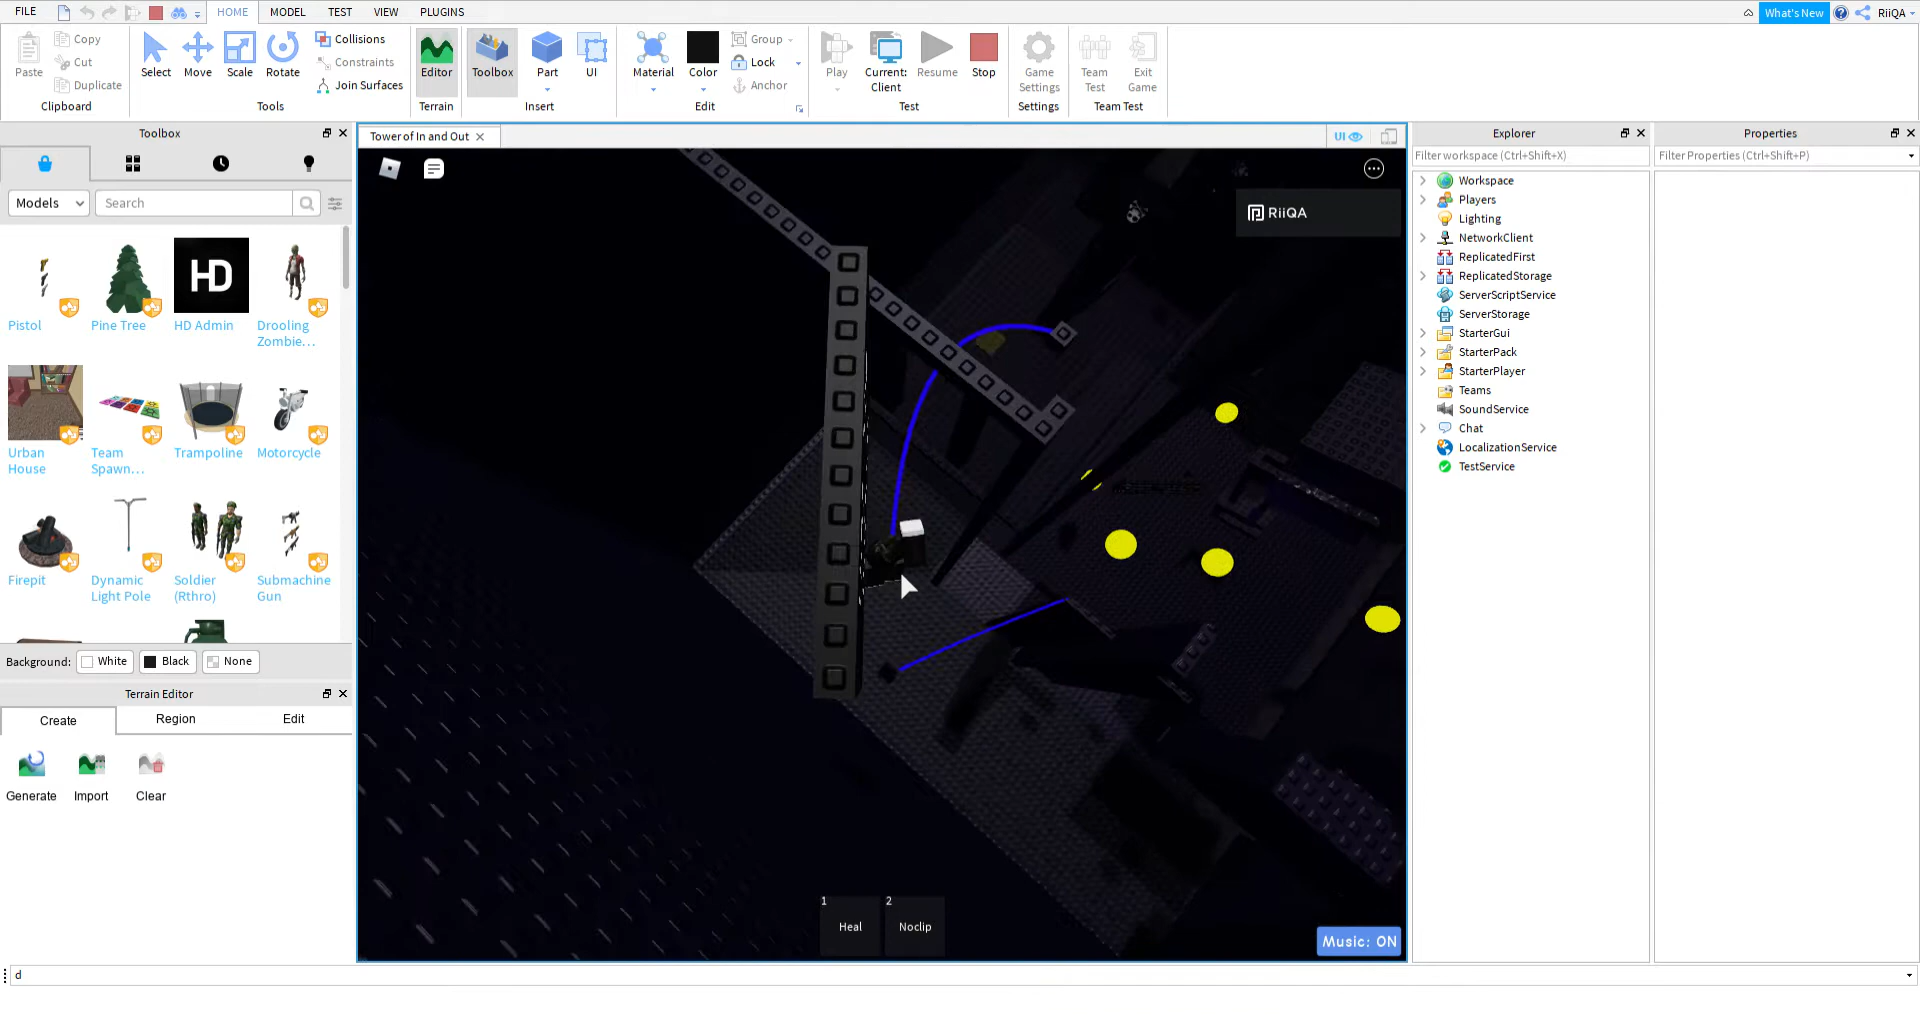 FILE
HOME
MODEL
TEST
VIEW
PLUGINS
What's New
RiiQA
Paste
Copy
Cut
Duplicate
Clipboard
Select
Move
Scale
Rotate
Collisions
Constraints
Join Surfaces
Tools
Editor
Terrain
Toolbox
Part
UI
Insert
Material
Color
Group
Lock
Anchor
Edit
Play
Current:
Client
Resume
Stop
Test
Game
Settings
Settings
Team
Test
Exit
Game
Team Test
Toolbox
Models
Search
Pistol
Pine Tree
HD
HD Admin
Drooling
Zombie...
Urban
House
Team
Spawn...
Trampoline
Motorcycle
Firepit
Dynamic
Light Pole
Soldier
(Rthro)
Submachine
Gun
Background:
White
Black
None
Terrain Editor
Create
Region
Edit
Generate
Import
Clear
Tower of In and Out
UI
RiiQA
1
Heal
2
Noclip
Music: ON
Explorer
Filter workspace (Ctrl+Shift+X)
Workspace
Players
Lighting
NetworkClient
ReplicatedFirst
ReplicatedStorage
ServerScriptService
ServerStorage
StarterGui
StarterPack
StarterPlayer
Teams
SoundService
Chat
LocalizationService
TestService
Properties
Filter Properties (Ctrl+Shift+P)
d